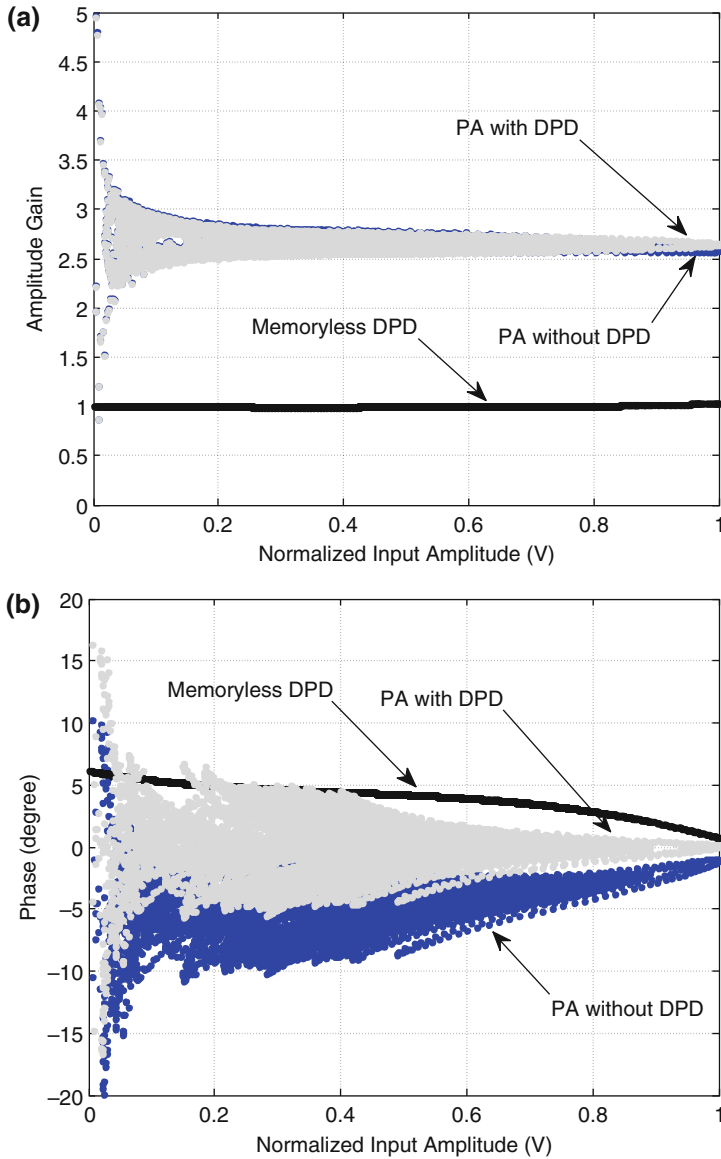 (a)
5
4.5
4
3.5
3
2.5
2
1.5
1
0.5
0
Amplitude Gain
PA with DPD
Memoryless DPD
PA without DPD
0 0.2 0.4 0.6 0.8 1
Normalized Input Amplitude (V)
(b)
20
15
10
5
0
−5
−10
−15
−20
Phase (degree)
Memoryless DPD
PA with DPD
PA without DPD
0 0.2 0.4 0.6 0.8 1
Normalized Input Amplitude (V)